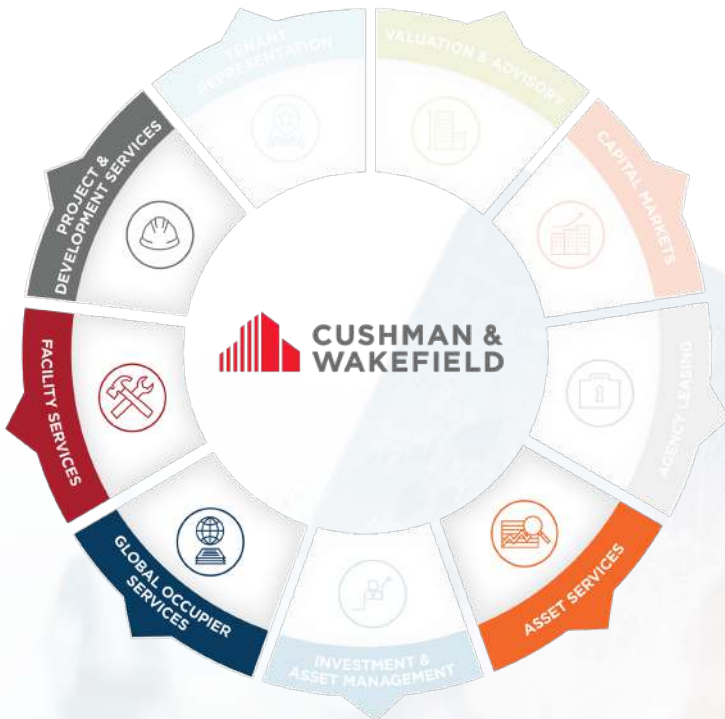 TENANT
REPRESENTATION
VALUATION & ADVISORY
CAPITAL MARKETS
AGENCY LEASING
ASSET SERVICES
INVESTMENT &
ASSET MANAGEMENT
GLOBAL OCCUPIER
SERVICES
FACILITY SERVICES
PROJECT &
DEVELOPMENT SERVICES
CUSHMAN &
WAKEFIELD